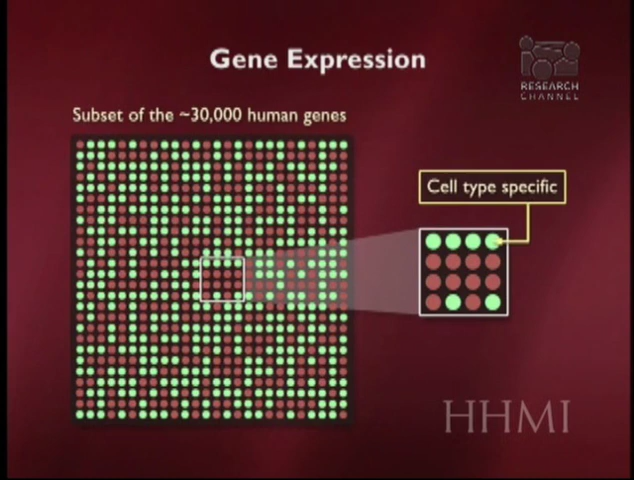 Gene Expression
RESEARCH
CHANNEL
Subset of the ~30,000 human genes
Cell type specific
HHMI